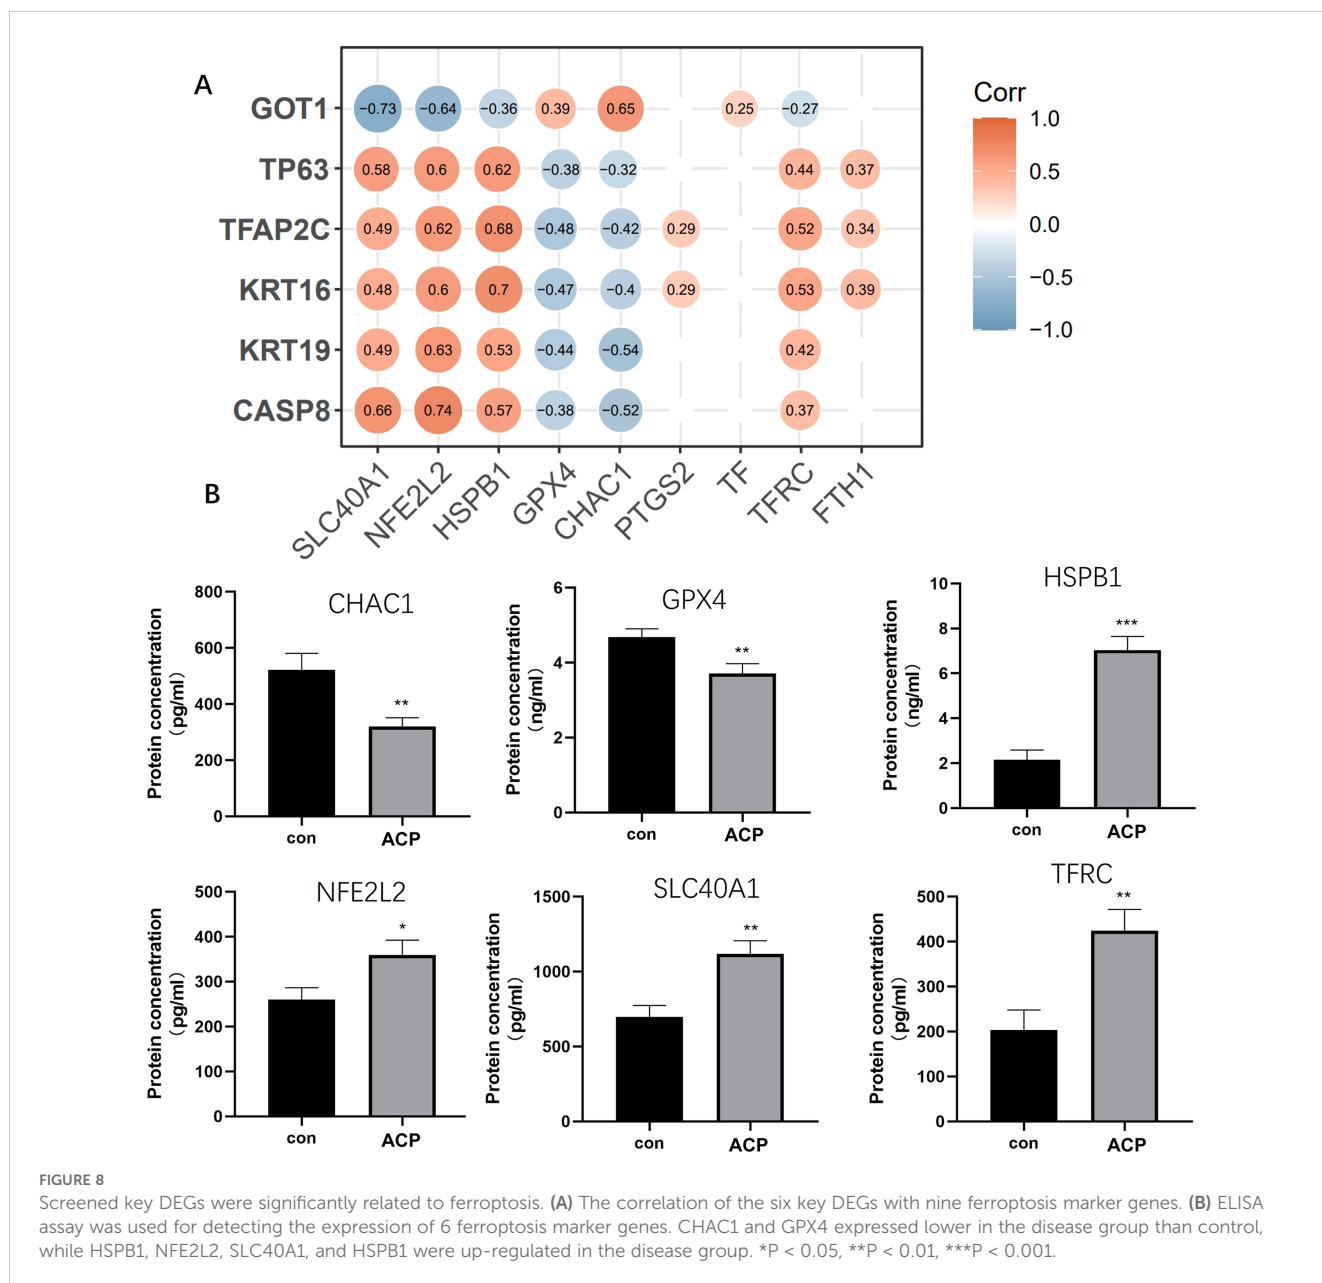 A
GOT1 −0.73 −0.64 −0.36 0.39 0.65 0.25 −0.27
TP63 0.58 0.6 0.62 −0.38 −0.32 0.44 0.37
TFAP2C 0.49 0.62 0.68 −0.48 −0.42 0.29 0.52 0.34
KRT16 0.48 0.6 0.7 −0.47 −0.4 0.29 0.53 0.39
KRT19 0.49 0.63 0.53 −0.44 −0.54 0.42
CASP8 0.66 0.74 0.57 −0.38 −0.52 0.37
SLC40A1 NFE2L2 HSPB1 GPX4 CHAC1 PTGS2 TF TFRC FTH1
Corr
1.0
0.5
0.0
−0.5
−1.0
B
CHAC1
Protein concentration
(pg/ml)
800
600
400
200
0
**
con ACP
GPX4
Protein concentration
(ng/ml)
6
4
2
0
**
con ACP
HSPB1
Protein concentration
(ng/ml)
10
8
6
4
2
0
***
con ACP
NFE2L2
Protein concentration
(pg/ml)
500
400
300
200
100
0
*
con ACP
SLC40A1
Protein concentration
(pg/ml)
1500
1000
500
0
**
con ACP
TFRC
Protein concentration
(pg/ml)
500
400
300
200
100
0
**
con ACP
FIGURE 8
Screened key DEGs were significantly related to ferroptosis. (A) The correlation of the six key DEGs with nine ferroptosis marker genes. (B) ELISA
assay was used for detecting the expression of 6 ferroptosis marker genes. CHAC1 and GPX4 expressed lower in the disease group than control,
while HSPB1, NFE2L2, SLC40A1, and HSPB1 were up-regulated in the disease group. *P < 0.05, **P < 0.01, ***P < 0.001.